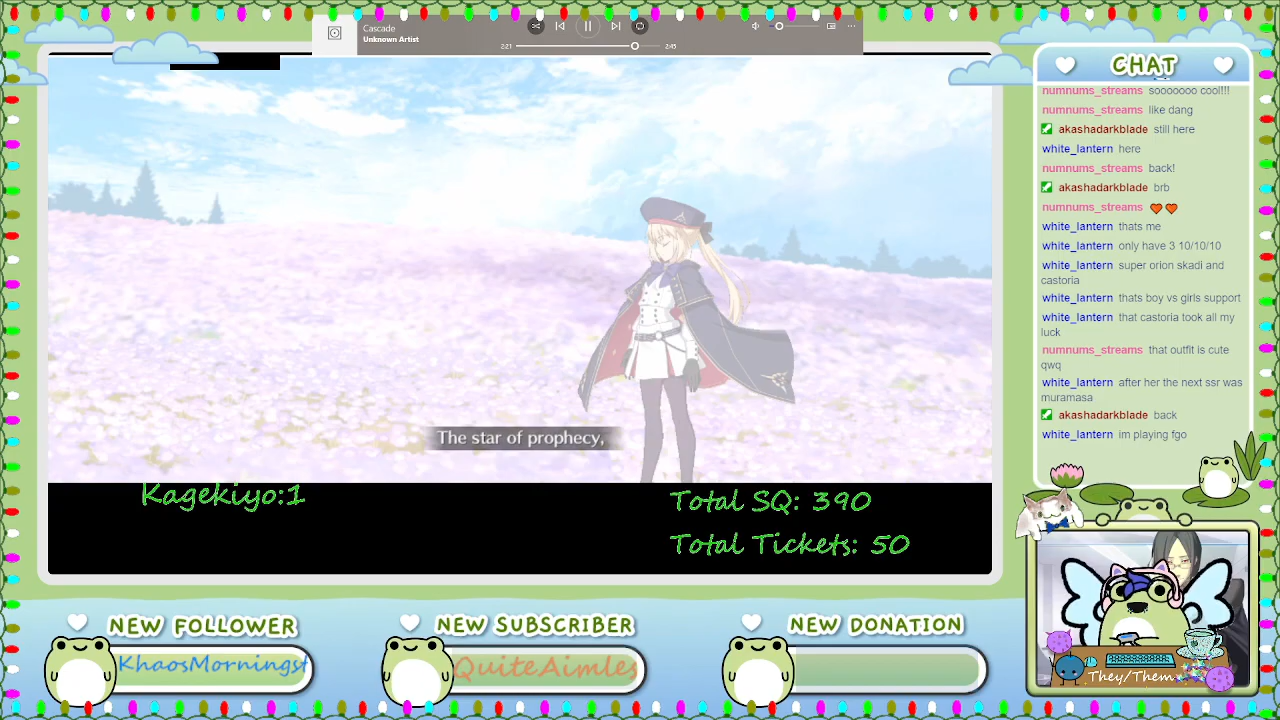 Cascade
Unknown Artist
2:21
2:45
CHAT
numnums_streams sooooooo cool!!!
numnums_streams like dang
akashadarkblade still here
white_lantern here
numnums_streams back!
akashadarkblade brb
numnums_streams
white_lantern thats me
white_lantern only have 3 10/10/10
white_lantern super orion skadi and
castoria
white_lantern thats boy vs girls support
white_lantern that castoria took all my
luck
numnums_streams that outfit is cute
qwq
white_lantern after her the next ssr was
muramasa
akashadarkblade back
white_lantern im playing fgo
The star of prophecy,
Kagekiyo:1
Total SQ: 390
Total Tickets: 50
NEW FOLLOWER
KhaosMorningst
NEW SUBSCRIBER
QuiteAimles
NEW DONATION
They/Them